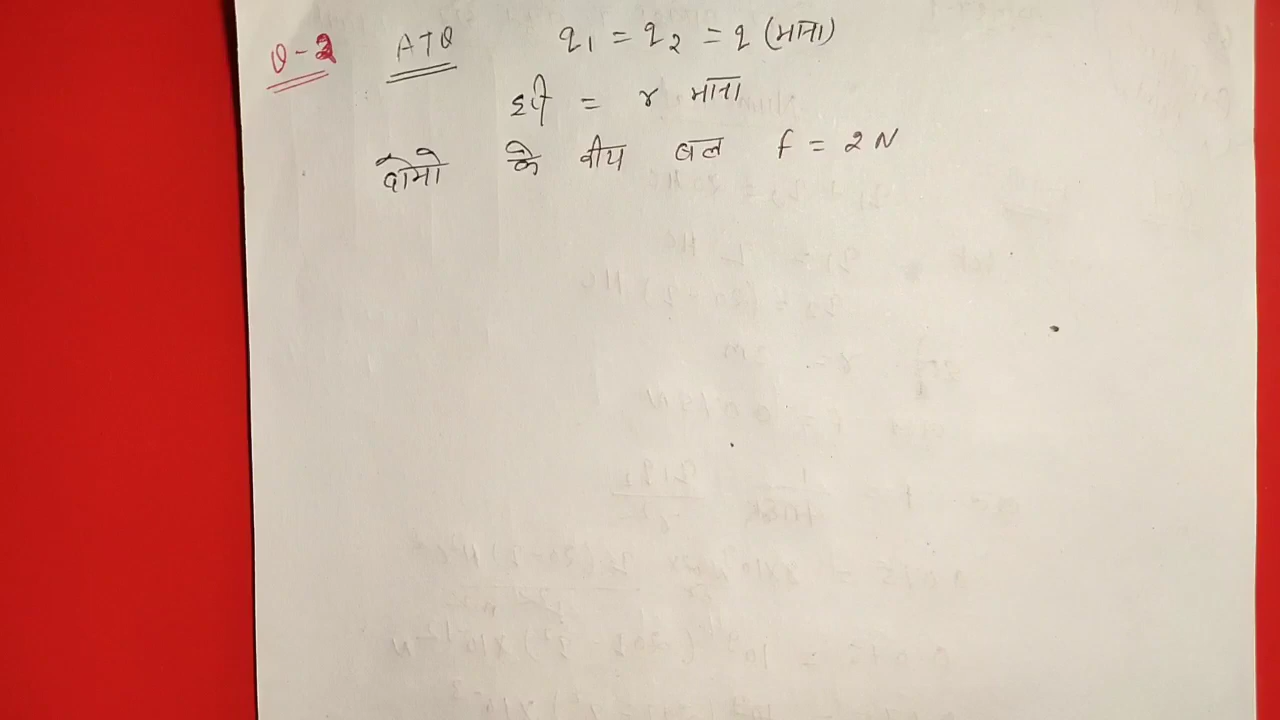 Q-2 ATQ q₁ = q₂ = q (माना)
दूरी = r माना
दोनो के बीच बल f = 2N